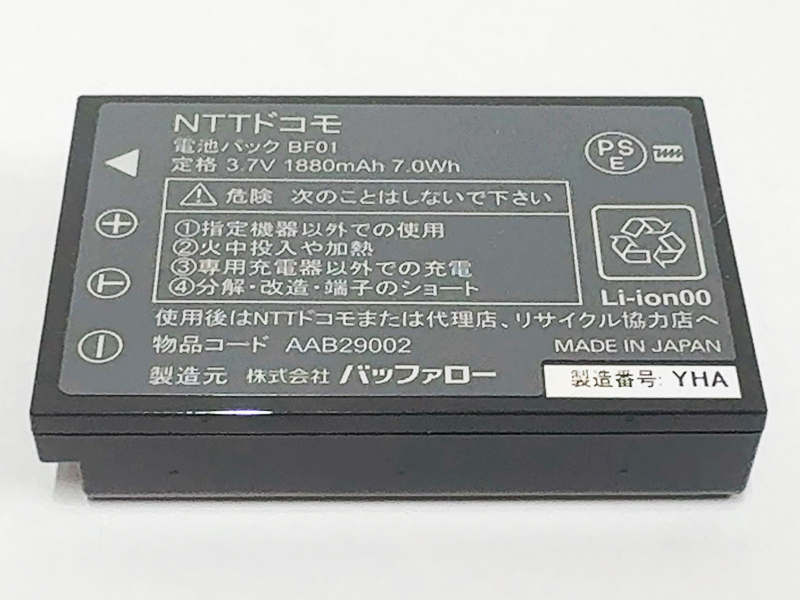 NTTドコモ
電池パック BF01
定格 3.7V 1880mAh 7.0Wh
PSE
危険 次のことはしないで下さい
①指定機器以外での使用
②火中投入や加熱
③専用充電器以外での充電
④分解・改造・端子のショート
Li-ion00
使用後はNTTドコモまたは代理店、リサイクル協力店へ
物品コード AAB29002
MADE IN JAPAN
製造元 株式会社 バッファロー
製造番号: YHA
T